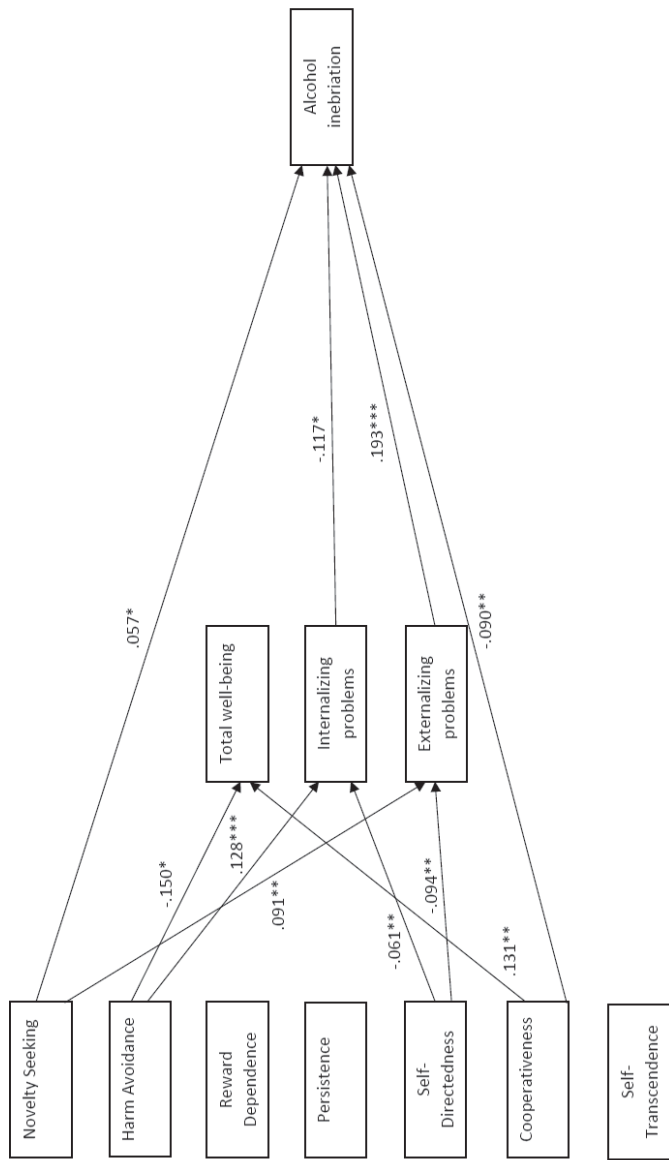 Novelty Seeking
Harm Avoidance
Reward
Dependence
Persistence
Self-
Directedness
Cooperativeness
Self-
Transcendence
.057*
-.150*
.128***
.091**
-.061**
-.094**
.131**
Total well-being
Internalizing
problems
Externalizing
problems
-.117*
.193***
-.090**
Alcohol
inebriation